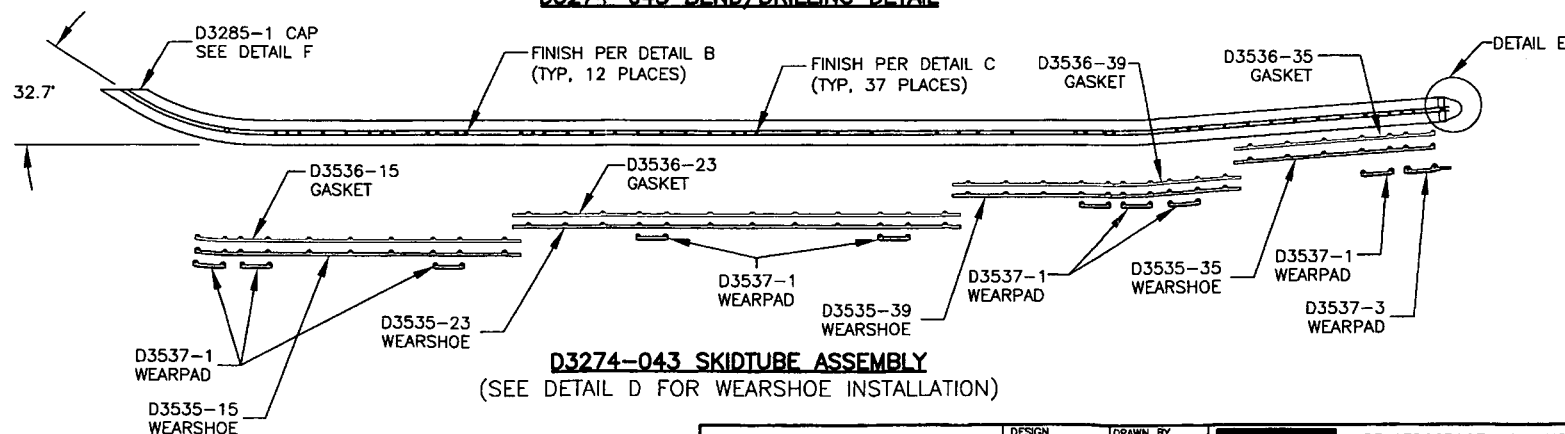 D3285-1 CAP
SEE DETAIL F
FINISH PER DETAIL B
(TYP, 12 PLACES)
FINISH PER DETAIL C
(TYP, 37 PLACES)
D3536-39
GASKET
D3536-35
GASKET
DETAIL E
32.7°
D3536-15
GASKET
D3536-23
GASKET
D3537-1
WEARPAD
D3535-15
WEARSHOE
D3535-23
WEARSHOE
D3537-1
WEARPAD
D3535-39
WEARSHOE
D3537-1
WEARPAD
D3535-35
WEARSHOE
D3537-1
WEARPAD
D3537-3
WEARPAD
D3274-043 SKIDTUBE ASSEMBLY
(SEE DETAIL D FOR WEARSHOE INSTALLATION)
DESIGN
DRAWN BY